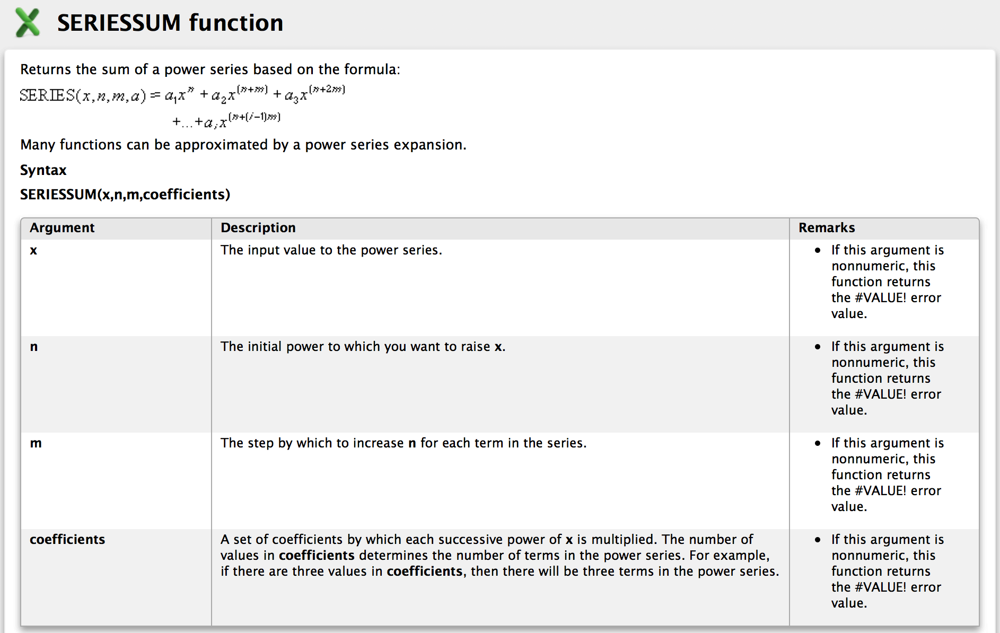 SERIESSUM function
Returns the sum of a power series based on the formula:
SERIES(x,n,m,a) = a₁xⁿ + a₂x^(n+m) + a₃x^(n+2m)
+...+aᵢx^(n+(i−1)m)
Many functions can be approximated by a power series expansion.
Syntax
SERIESSUM(x,n,m,coefficients)
Argument Description Remarks
x The input value to the power series. • If this argument is
nonnumeric, this
function returns
the #VALUE! error
value.
n The initial power to which you want to raise x. • If this argument is
nonnumeric, this
function returns
the #VALUE! error
value.
m The step by which to increase n for each term in the series. • If this argument is
nonnumeric, this
function returns
the #VALUE! error
value.
coefficients A set of coefficients by which each successive power of x is multiplied. The number of
values in coefficients determines the number of terms in the power series. For example,
if there are three values in coefficients, then there will be three terms in the power series.
• If this argument is
nonnumeric, this
function returns
the #VALUE! error
value.